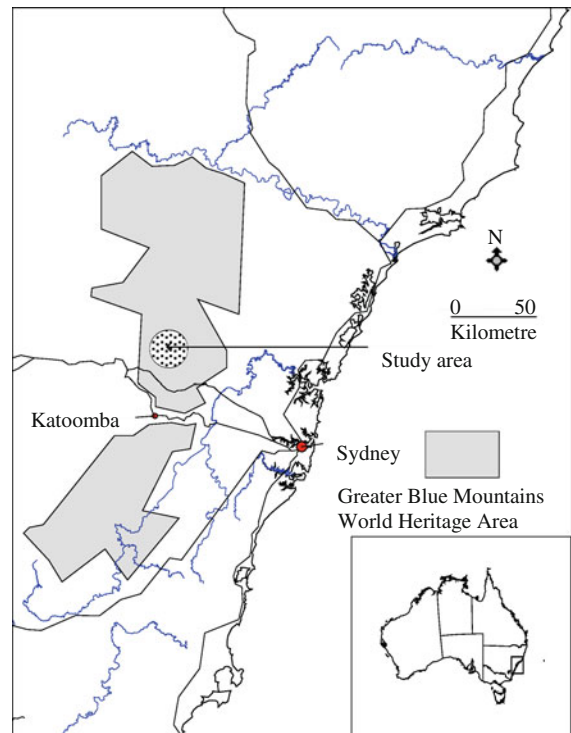 N
0 50
Kilometre
Study area
Katoomba
Sydney
Greater Blue Mountains
World Heritage Area